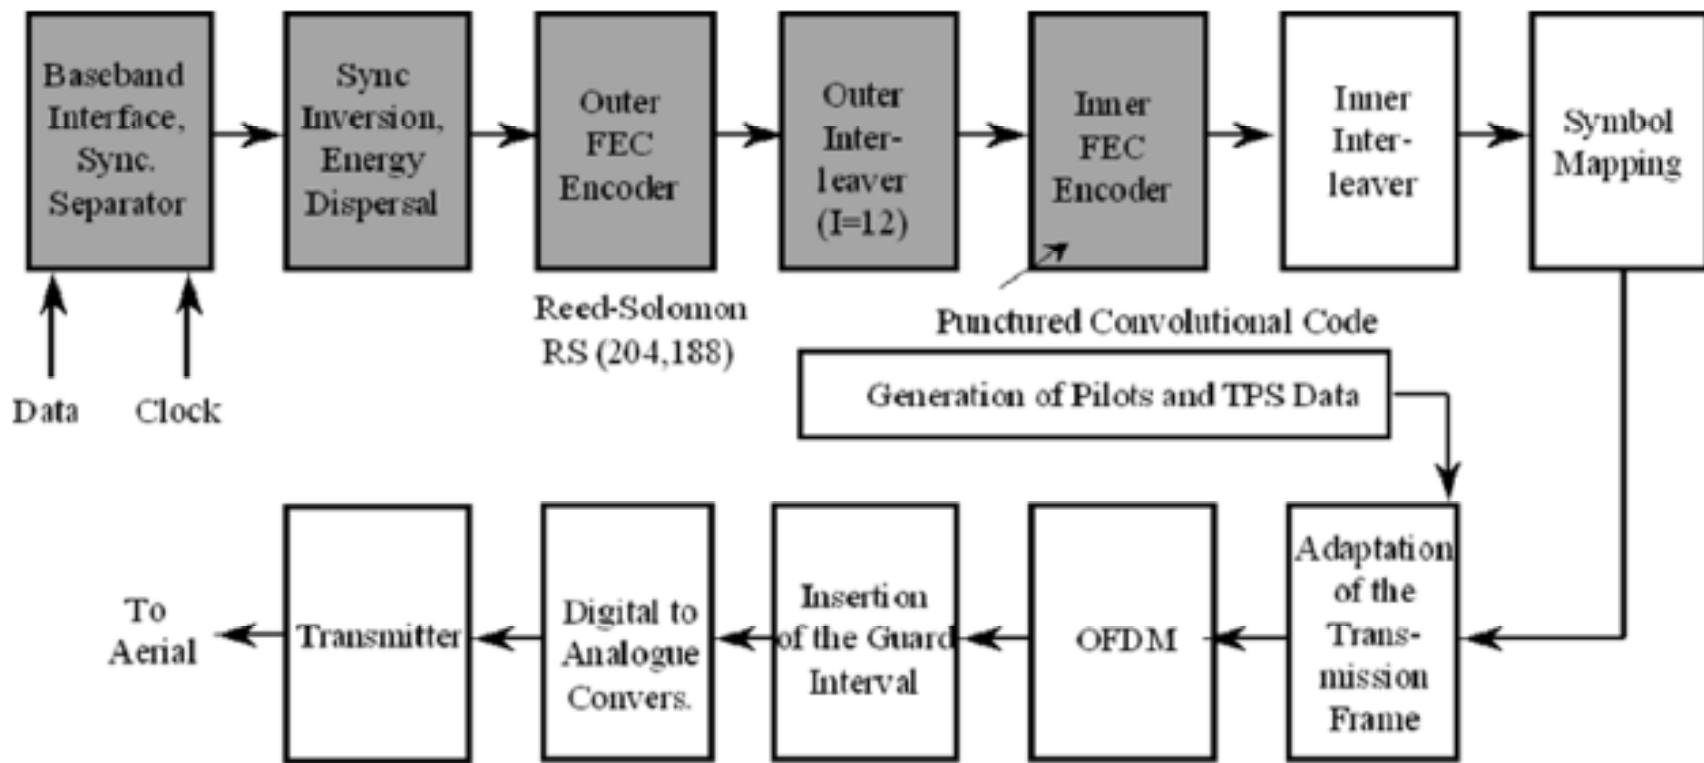 Baseband
Interface,
Sync.
Separator
Sync
Inversion,
Energy
Dispersal
Outer
FEC
Encoder
Outer
Inter-
leaver
(I=12)
Inner
FEC
Encoder
Inner
Inter-
leaver
Symbol
Mapping
Reed-Solomon
RS (204,188)
Punctured Convolutional Code
Data
Clock
Generation of Pilots and TPS Data
Adaptation
of the
Trans-
mission
Frame
OFDM
Insertion
of the Guard
Interval
Digital to
Analogue
Convers.
Transmitter
To
Aerial